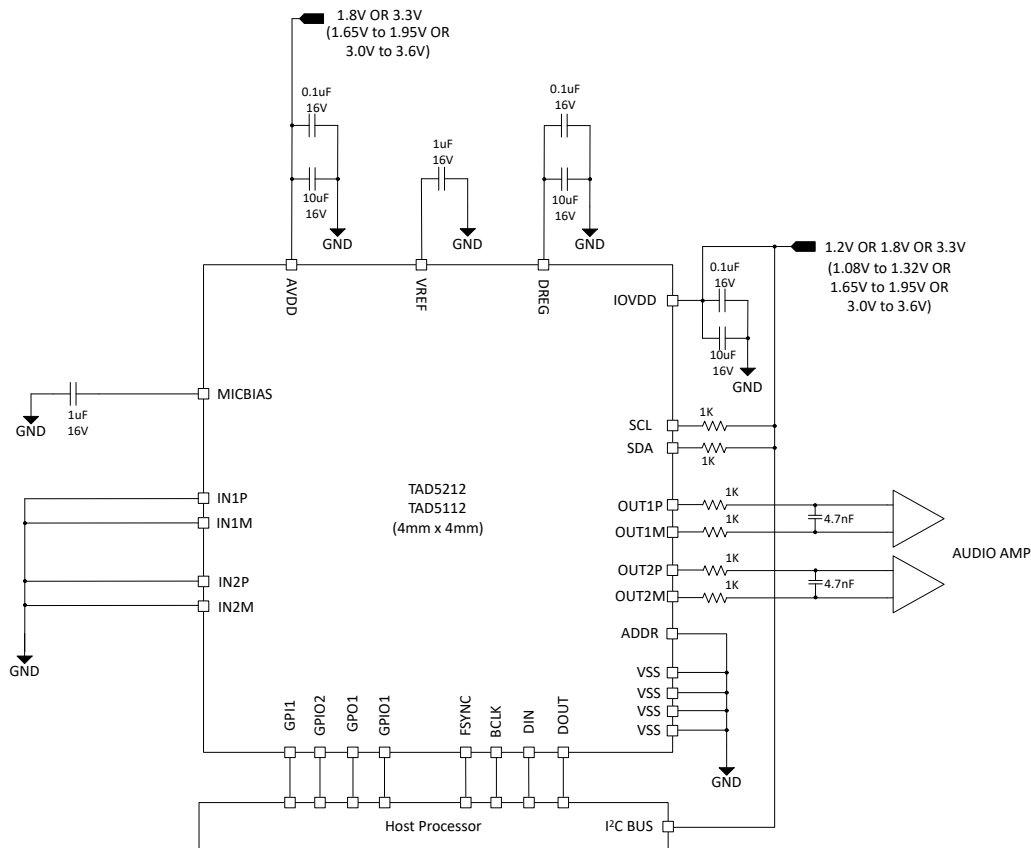 1.8V OR 3.3V
(1.65V to 1.95V OR
3.0V to 3.6V)
0.1uF
16V
10uF
16V
GND
1uF
16V
GND
0.1uF
16V
10uF
16V
GND
1.2V OR 1.8V OR 3.3V
(1.08V to 1.32V OR
1.65V to 1.95V OR
3.0V to 3.6V)
0.1uF
16V
10uF
16V
GND
AVDD
VREF
DREG
IOVDD
MICBIAS
1uF
16V
GND
SCL
1K
SDA
1K
IN1P
IN1M
IN2P
IN2M
GND
TAD5212
TAD5112
(4mm x 4mm)
OUT1P
1K
OUT1M
1K
4.7nF
OUT2P
1K
OUT2M
1K
4.7nF
AUDIO AMP
ADDR
VSS
VSS
VSS
VSS
GND
GPI1
GPIO2
GPO1
GPIO1
FSYNC
BCLK
DIN
DOUT
Host Processor
I²C BUS